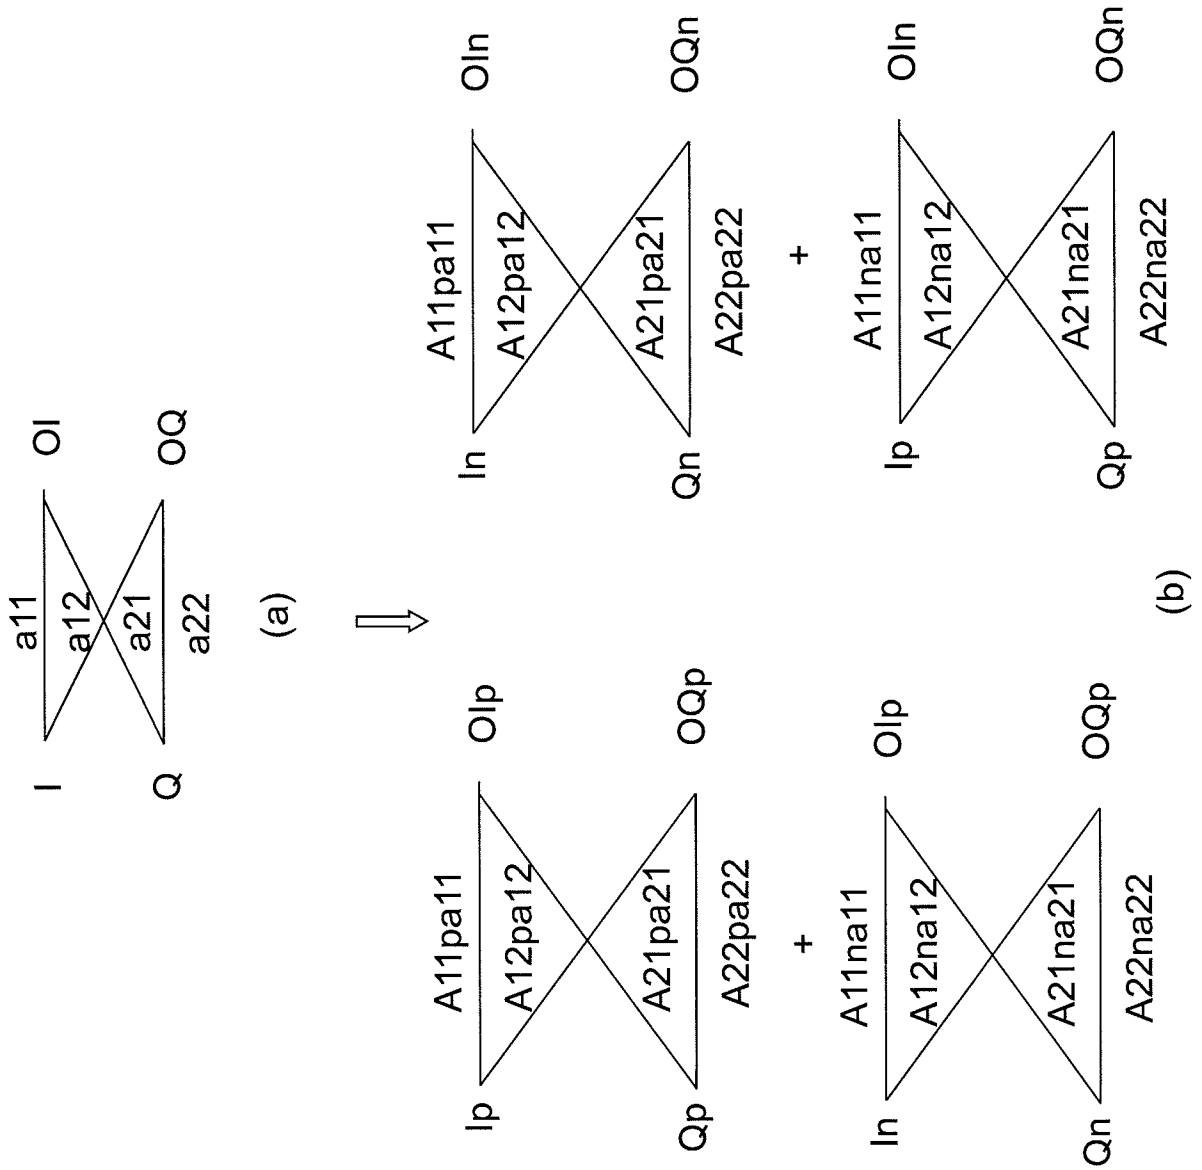 a11
I
OI
a12
a21
Q
OQ
a22
(a)
A11pa11
Ip
OIp
A12pa12
A21pa21
Qp
OQp
A22pa22
+
A11na11
In
OIp
A12na12
A21na21
Qn
OQp
A22na22
A11pa11
In
OIn
A12pa12
A21pa21
Qn
OQn
A22pa22
+
A11na11
Ip
OIn
A12na12
A21na21
Qp
OQn
A22na22
(b)